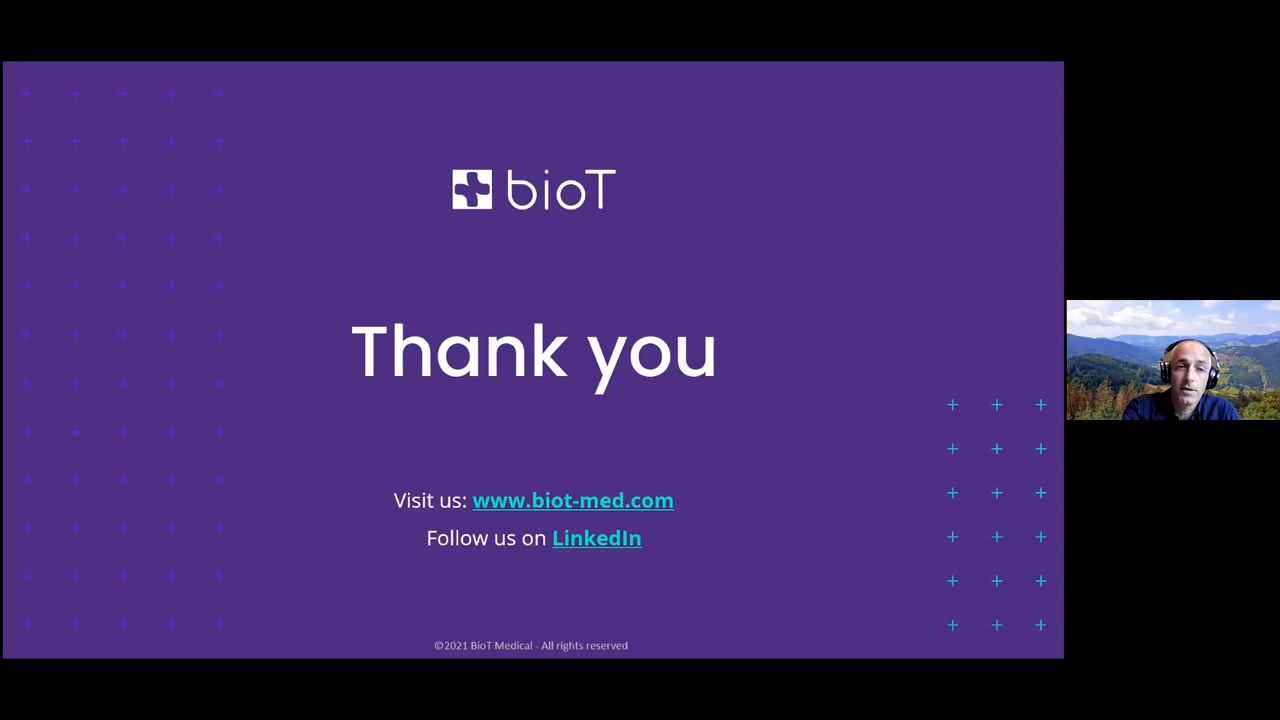 bioT
Thank you
Visit us: www.biot-med.com
Follow us on LinkedIn
©2021 BioT Medical - All rights reserved